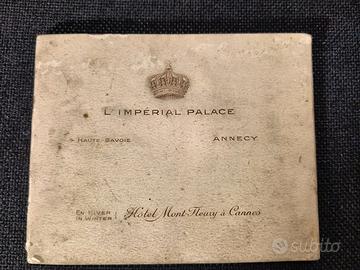 L'IMPÉRIAL PALACE
HAUTE-SAVOIE ANNECY
EN HIVER
IN WINTER Hôtel Mont-Fleury à Cannes
subito